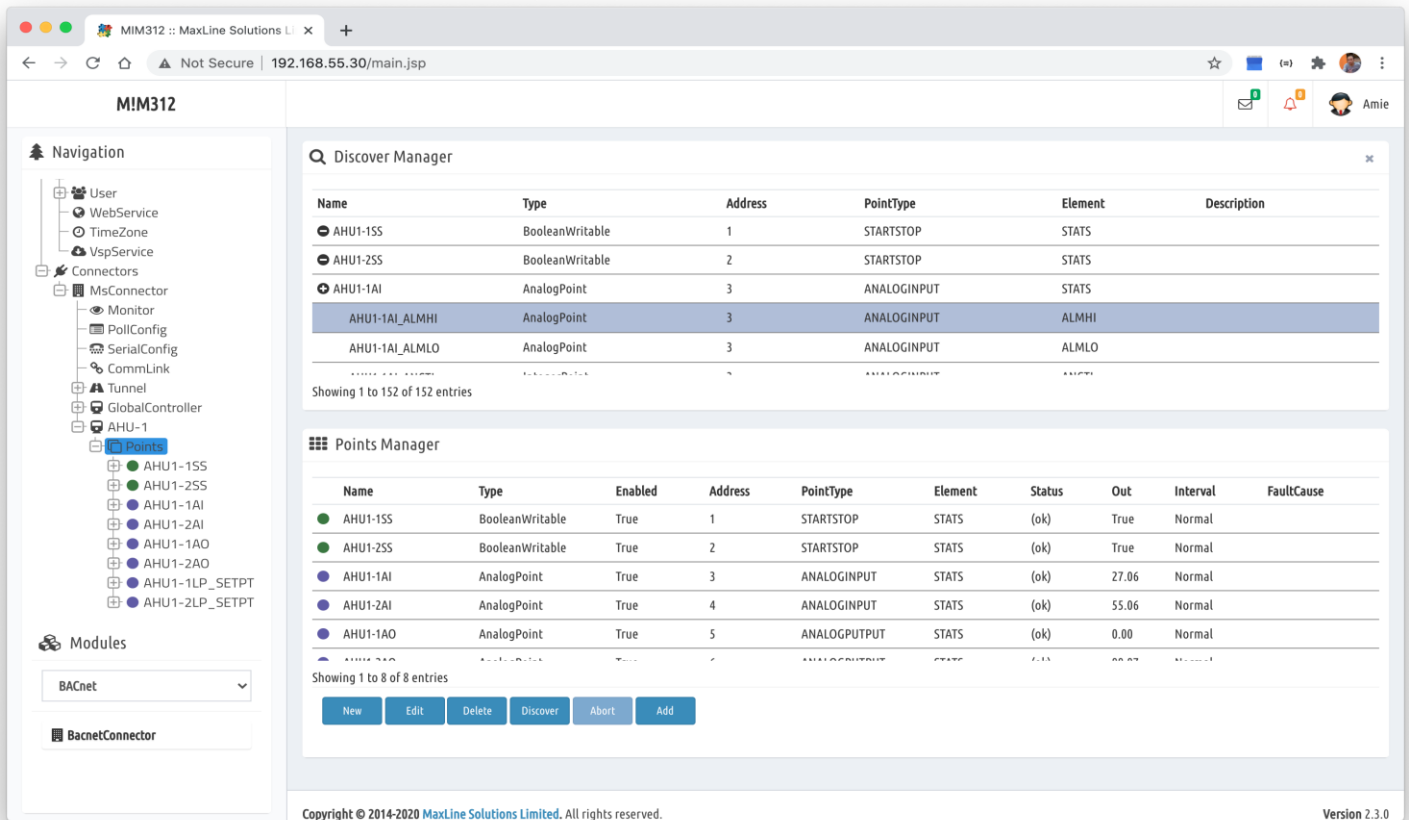 MIM312 :: MaxLine Solutions Li
Not Secure | 192.168.55.30/main.jsp
M!M312
0
0
Amie
Navigation
User
WebService
TimeZone
VspService
Connectors
MsConnector
Monitor
PollConfig
SerialConfig
CommLink
Tunnel
GlobalController
AHU-1
Points
AHU1-1SS
AHU1-2SS
AHU1-1AI
AHU1-2AI
AHU1-1AO
AHU1-2AO
AHU1-1LP_SETPT
AHU1-2LP_SETPT
Modules
BACnet
BacnetConnector
Discover Manager
Name Type Address PointType Element Description
AHU1-1SS BooleanWritable 1 STARTSTOP STATS
AHU1-2SS BooleanWritable 2 STARTSTOP STATS
AHU1-1AI AnalogPoint 3 ANALOGINPUT STATS
AHU1-1AI_ALMHI AnalogPoint 3 ANALOGINPUT ALMHI
AHU1-1AI_ALMLO AnalogPoint 3 ANALOGINPUT ALMLO
Showing 1 to 152 of 152 entries
Points Manager
Name Type Enabled Address PointType Element Status Out Interval FaultCause
AHU1-1SS BooleanWritable True 1 STARTSTOP STATS (ok) True Normal
AHU1-2SS BooleanWritable True 2 STARTSTOP STATS (ok) True Normal
AHU1-1AI AnalogPoint True 3 ANALOGINPUT STATS (ok) 27.06 Normal
AHU1-2AI AnalogPoint True 4 ANALOGINPUT STATS (ok) 55.06 Normal
AHU1-1AO AnalogPoint True 5 ANALOGPUTPUT STATS (ok) 0.00 Normal
Showing 1 to 8 of 8 entries
New Edit Delete Discover Abort Add
Copyright © 2014-2020 MaxLine Solutions Limited. All rights reserved.
Version 2.3.0